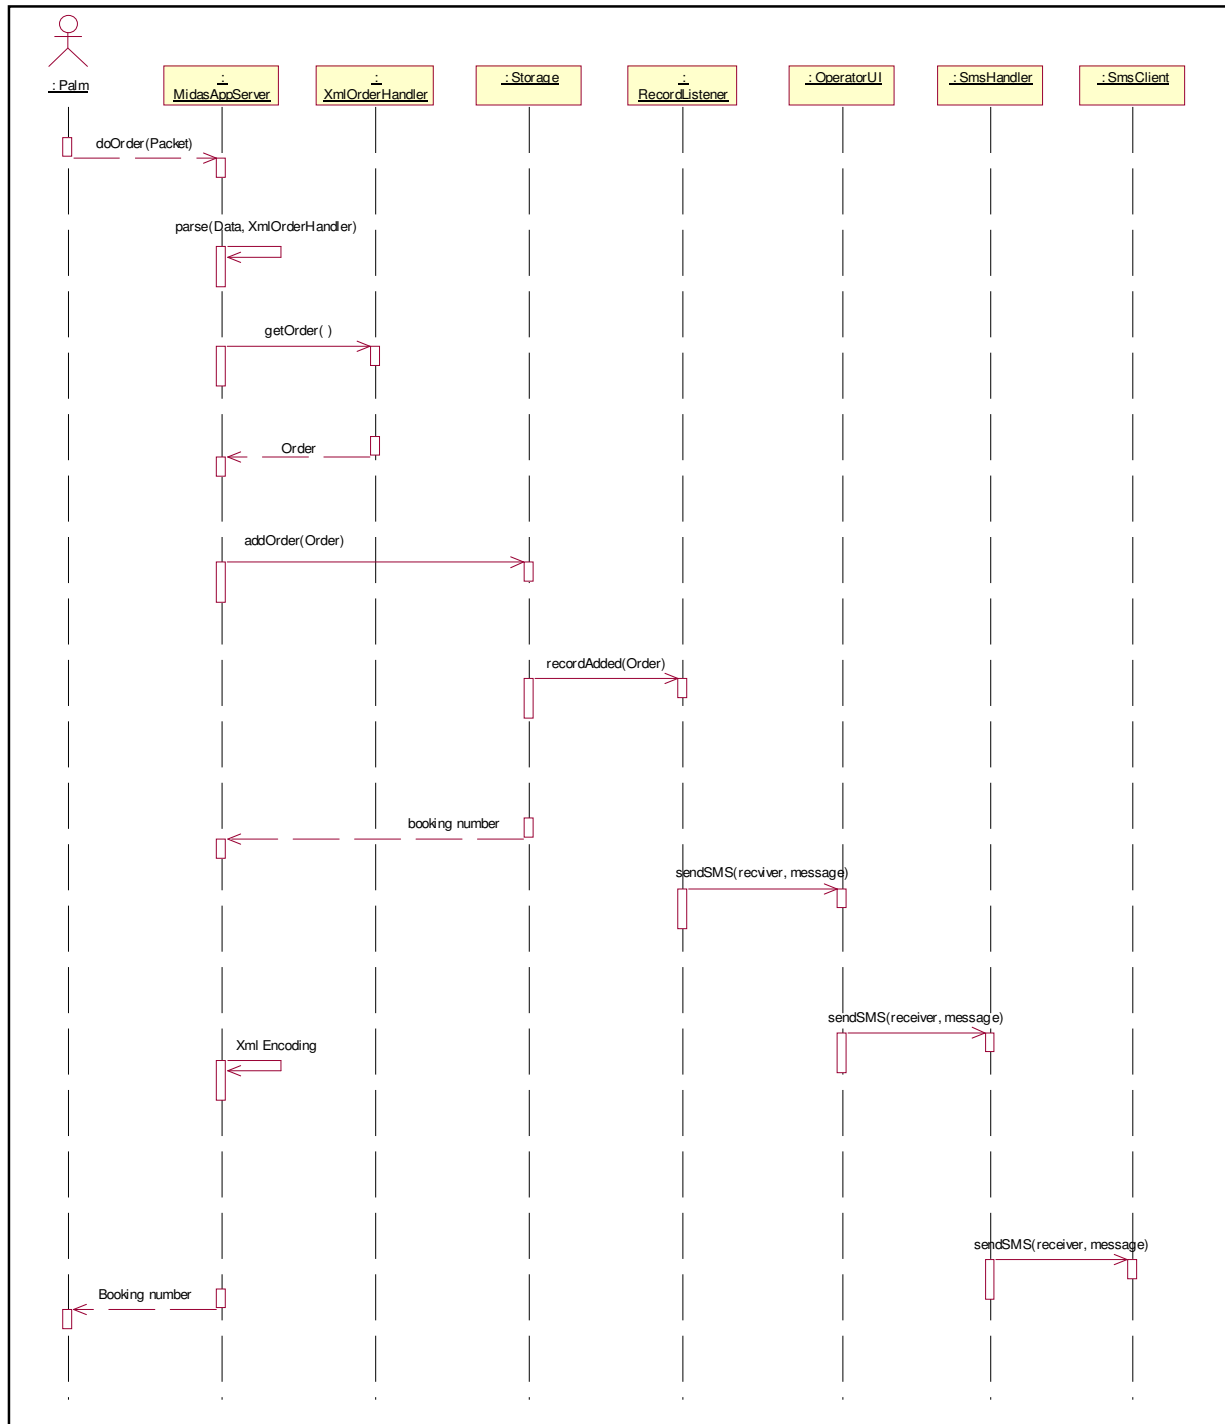 : Palm
:
MidasAppServer
:
XmlOrderHandler
: Storage
:
RecordListener
: OperatorUI
: SmsHandler
: SmsClient
doOrder(Packet)
parse(Data, XmlOrderHandler)
getOrder( )
Order
addOrder(Order)
recordAdded(Order)
booking number
sendSMS(recviver, message)
sendSMS(receiver, message)
Xml Encoding
sendSMS(receiver, message)
Booking number